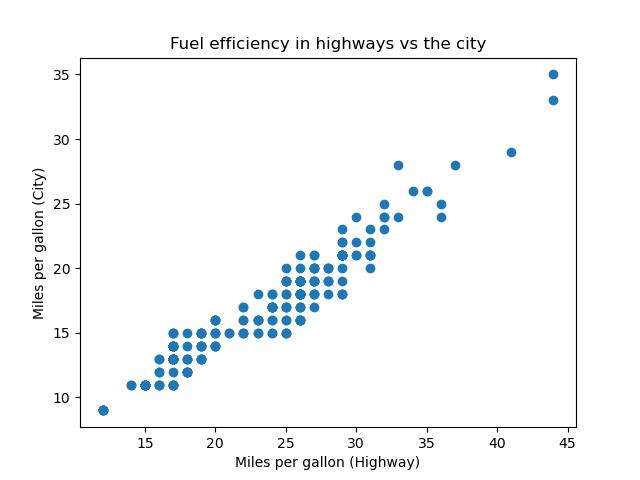 Fuel efficiency in highways vs the city
35
30
25
20
15
10
Miles per gallon (City)
15 20 25 30 35 40 45
Miles per gallon (Highway)